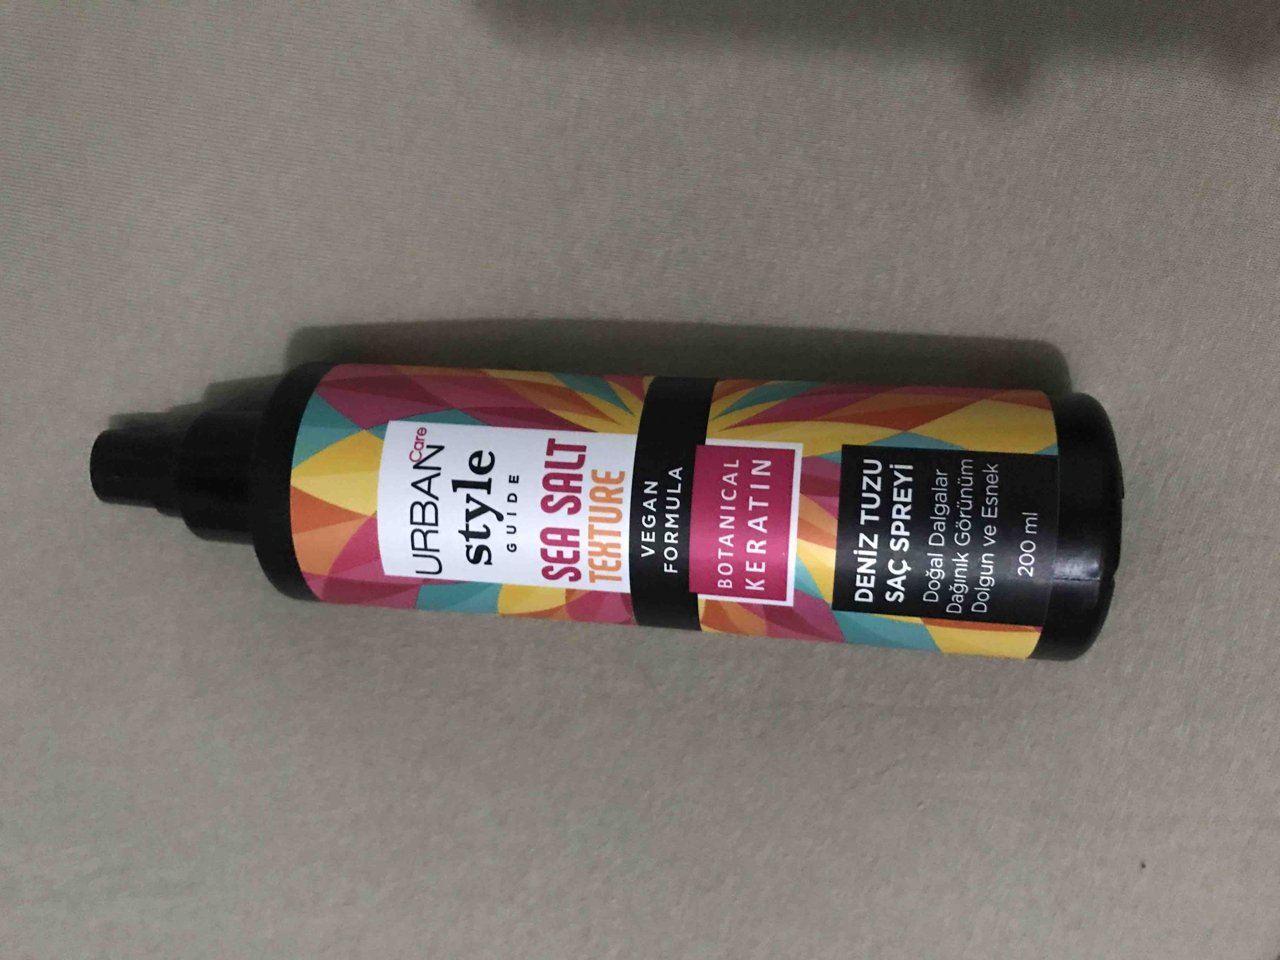 URBAN Care
style
GUIDE
SEA SALT
TEXTURE
VEGAN
FORMULA
BOTANICAL
KERATIN
DENİZ TUZU
SAÇ SPREYİ
Doğal Dalgalar
Dağınık Görünüm
Dolgun ve Esnek
200 ml